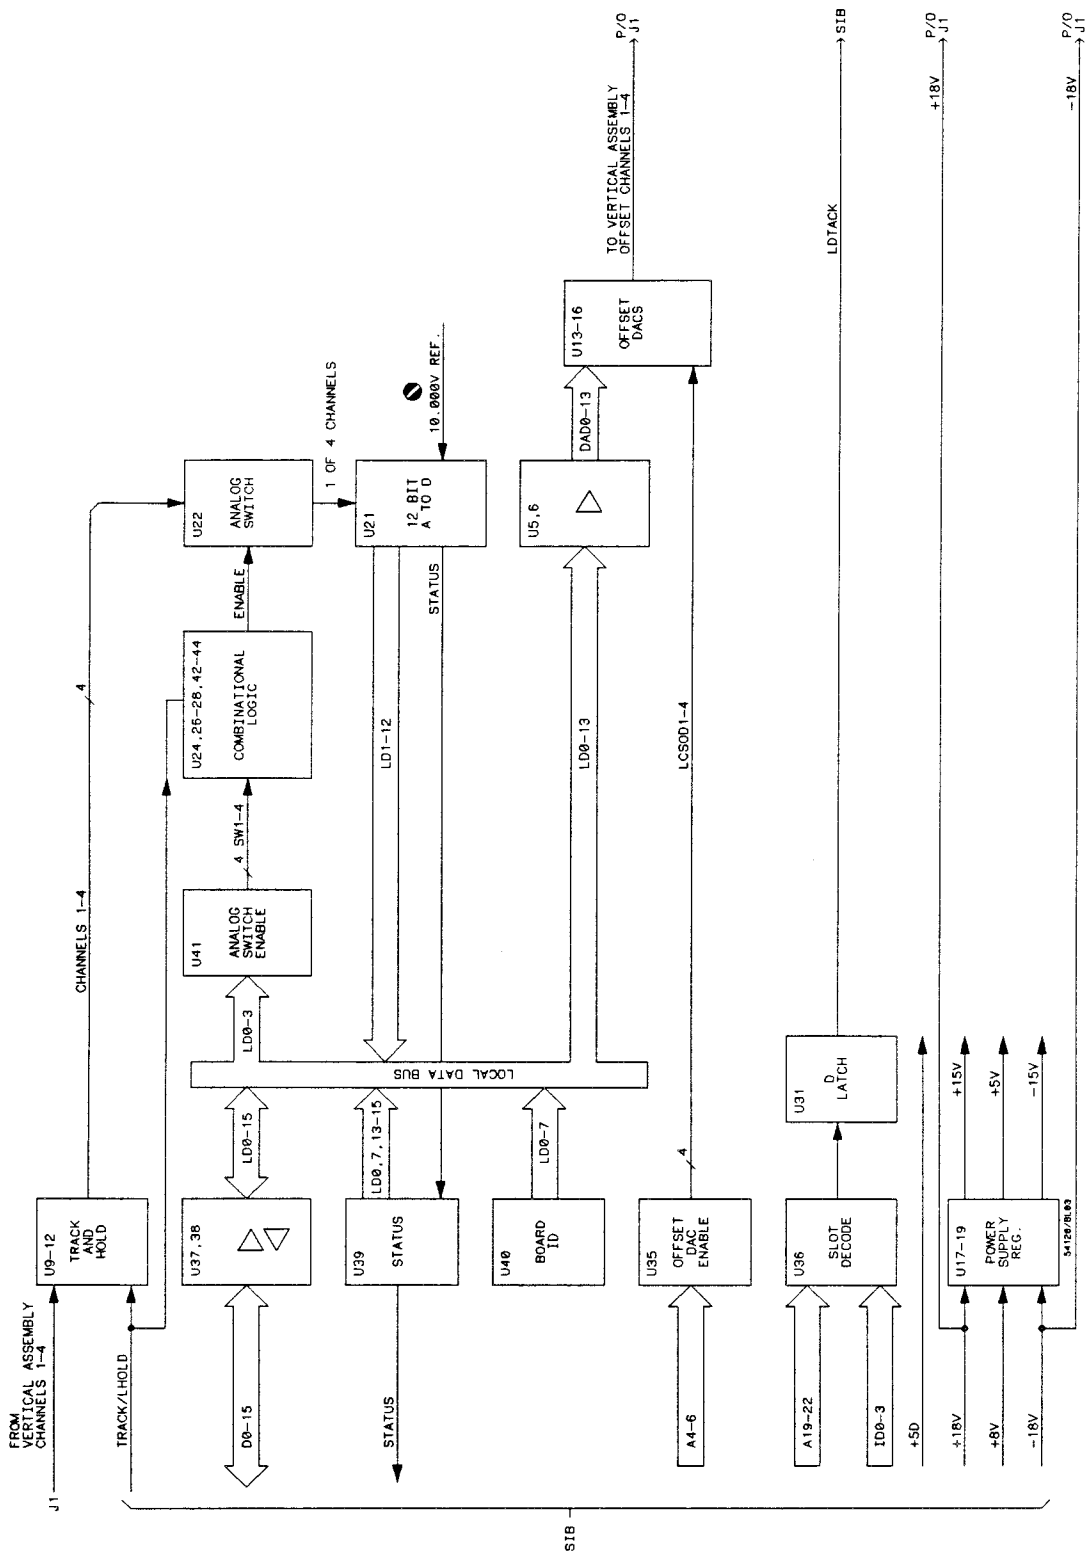 FROM
VERTICAL ASSEMBLY
CHANNELS 1-4
J1
TRACK/LHOLD
U9-12
TRACK
AND
HOLD
CHANNELS 1-4
4
U22
ANALOG
SWITCH
1 OF 4 CHANNELS
U24,26-28,42-44
COMBINATIONAL
LOGIC
ENABLE
4 SW1-4
U41
ANALOG
SWITCH
ENABLE
LD0-3
D0-15
U37,38
LD0-15
LOCAL DATA BUS
LD1-12
U21
12 BIT
A TO D
10.000V REF.
STATUS
STATUS
U39
STATUS
LD0,7,13-15
U40
BOARD
ID
LD0-7
LD0-13
U5,6
DAD0-13
U13-16
OFFSET
DACS
TO VERTICAL ASSEMBLY
OFFSET CHANNELS 1-4
P/O
J1
A4-6
U35
OFFSET
DAC
ENABLE
4
LCSOD1-4
A19-22
ID0-3
U36
SLOT
DECODE
U31
D
LATCH
LDTACK
SIB
+5D
+18V
+8V
-18V
U17-19
POWER
SUPPLY
REG.
+15V
+5V
-15V
+18V
P/O
J1
-18V
P/O
J1
SIB
54120/BL03